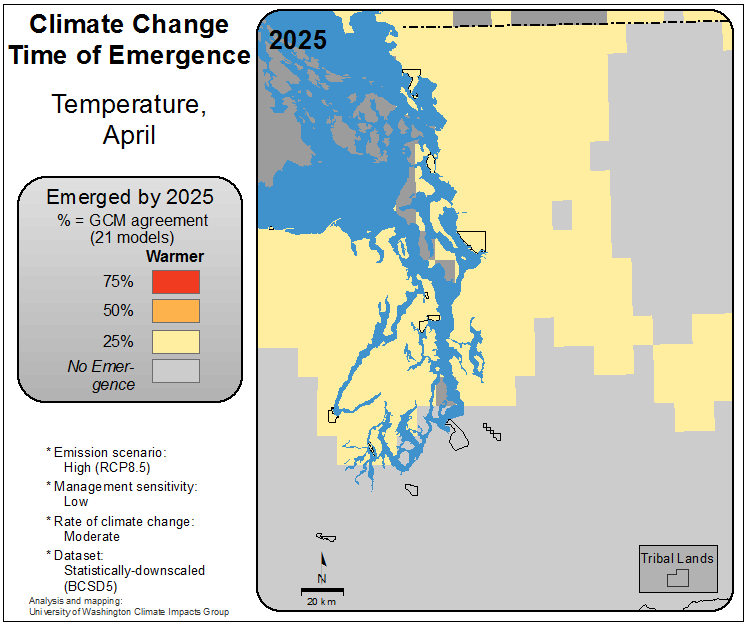 Climate Change
Time of Emergence
Temperature,
April
Emerged by 2025
% = GCM agreement
(21 models)
Warmer
75%
50%
25%
No Emer-
gence
* Emission scenario:
High (RCP8.5)
* Management sensitivity:
Low
* Rate of climate change:
Moderate
* Dataset:
Statistically-downscaled
(BCSD5)
Analysis and mapping:
University of Washington Climate Impacts Group
2025
N
20 km
Tribal Lands